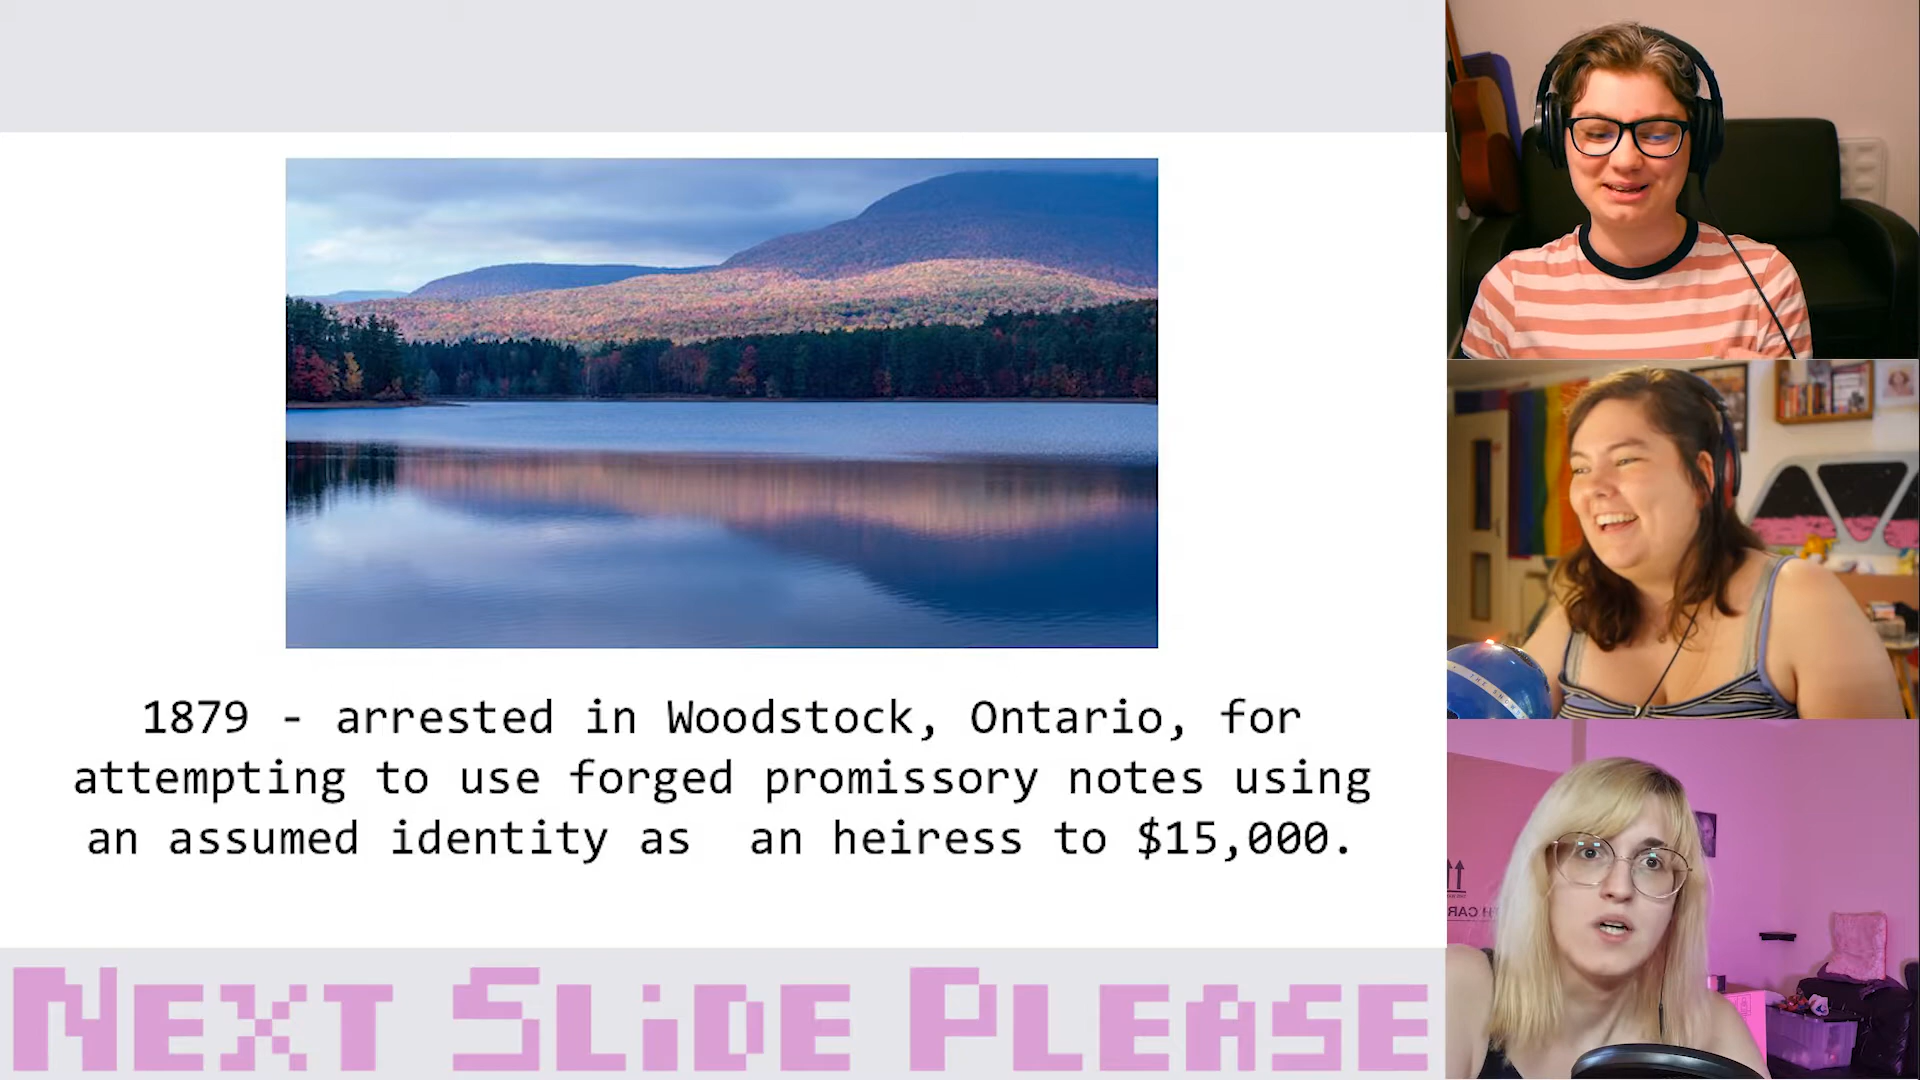 1879 - arrested in Woodstock, Ontario, for
attempting to use forged promissory notes using
an assumed identity as  an heiress to $15,000.
NEXT SLIDE PLEASE